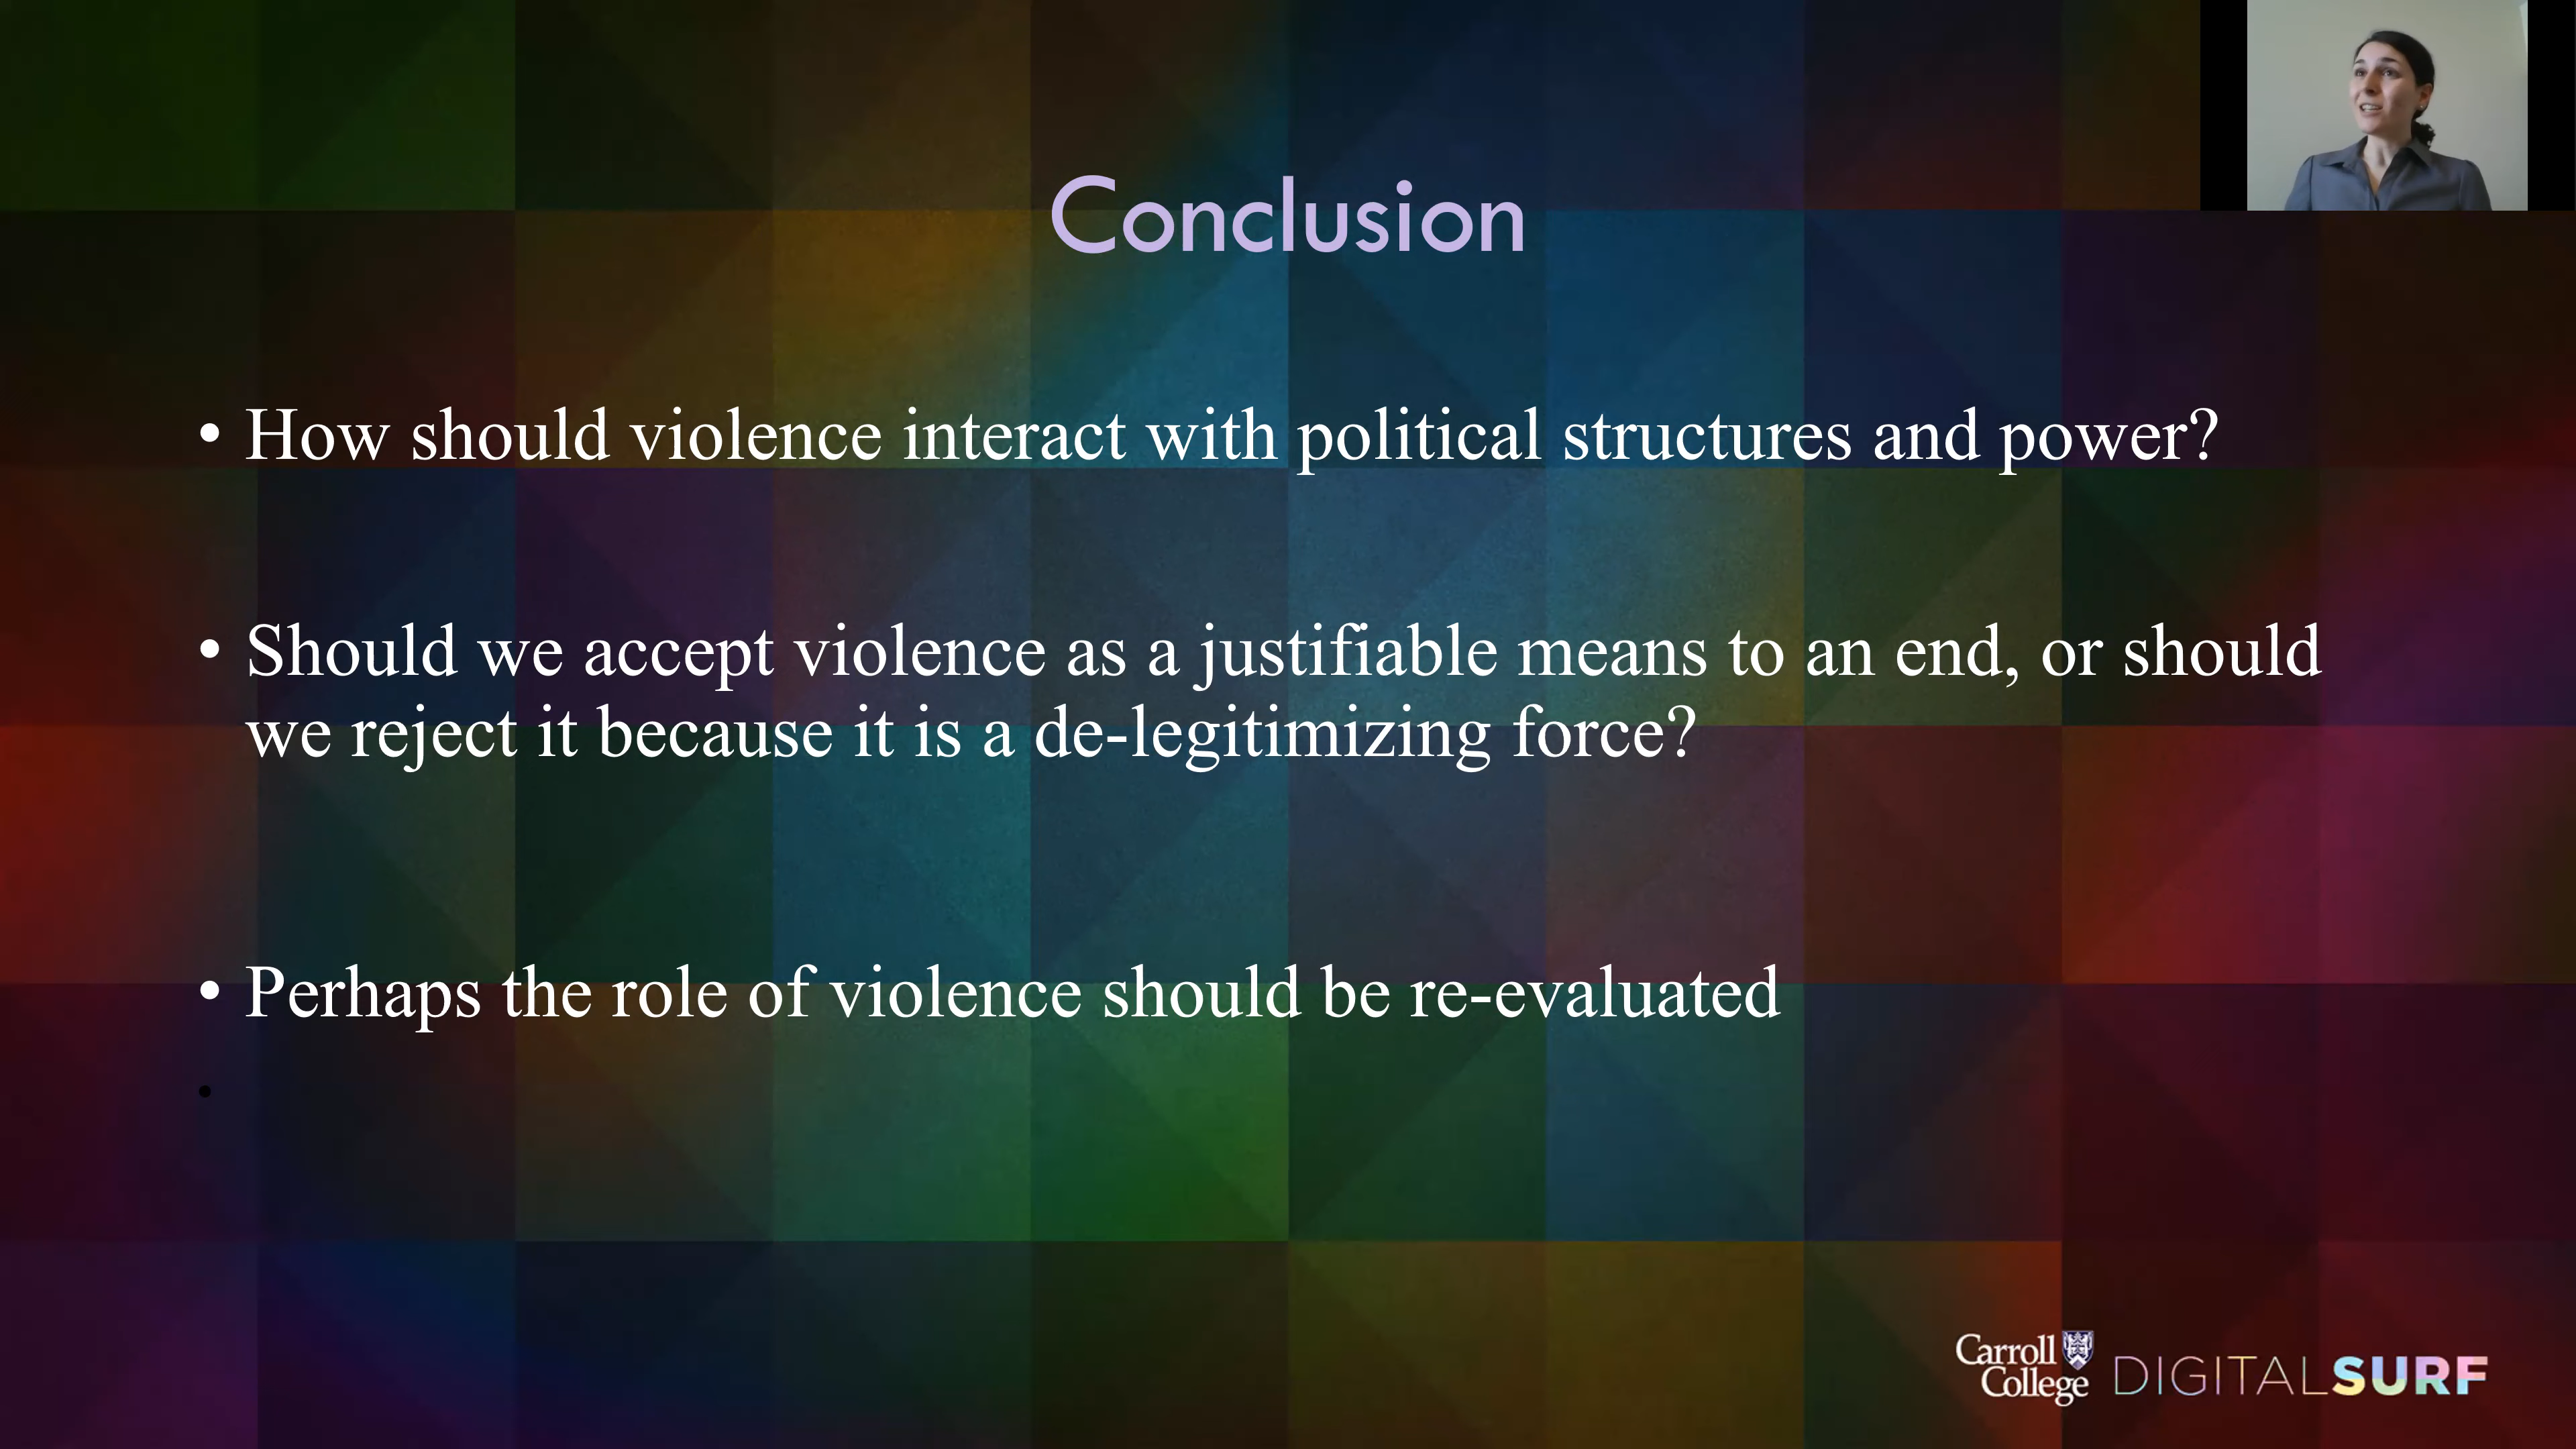 Conclusion
• How should violence interact with political structures and power?
• Should we accept violence as a justifiable means to an end, or should
we reject it because it is a de-legitimizing force?
• Perhaps the role of violence should be re-evaluated
•
Carroll
College
DIGITALSURF